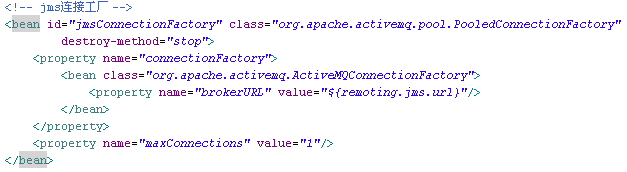 <!-- jms连接工厂 -->
<bean id="jmsConnectionFactory" class="org.apache.activemq.pool.PooledConnectionFactory"
destroy-method="stop">
<property name="connectionFactory">
<bean class="org.apache.activemq.ActiveMQConnectionFactory">
<property name="brokerURL" value="${remoting.jms.url}"/>
</bean>
</property>
<property name="maxConnections" value="1"/>
</bean>